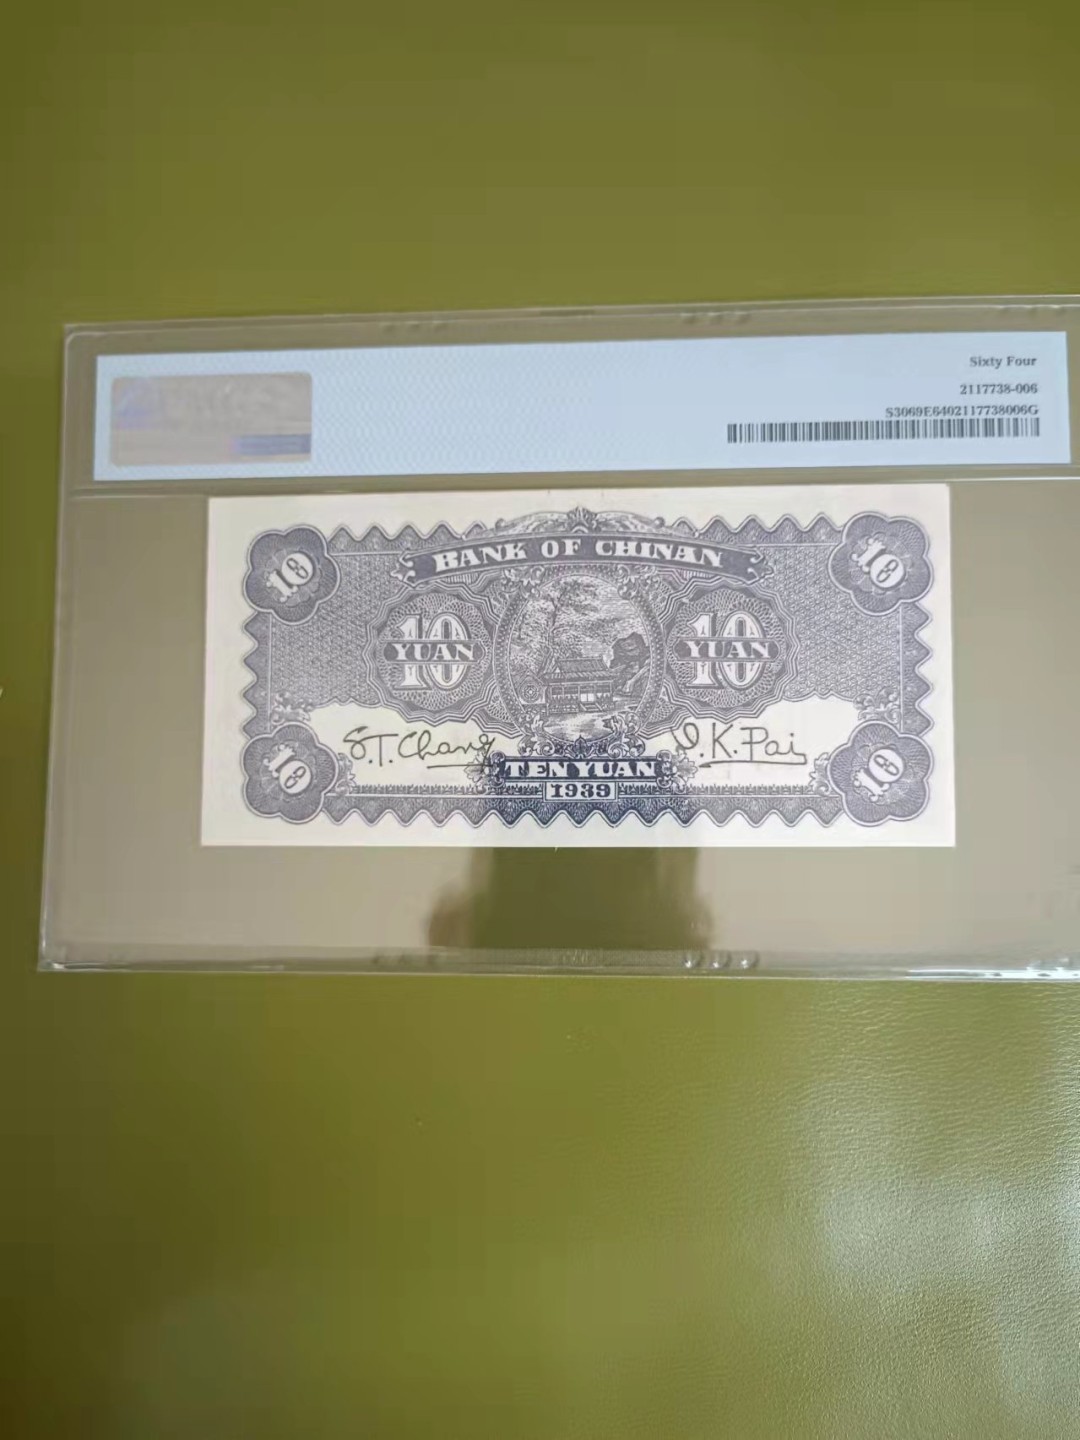 Sixty Four
2117738-006
S3069E6402117738006G
BANK OF CHINAN
10
10
10 YUAN
10 YUAN
S.T. Chang
I.K. Pai
10
TEN YUAN
10
1939